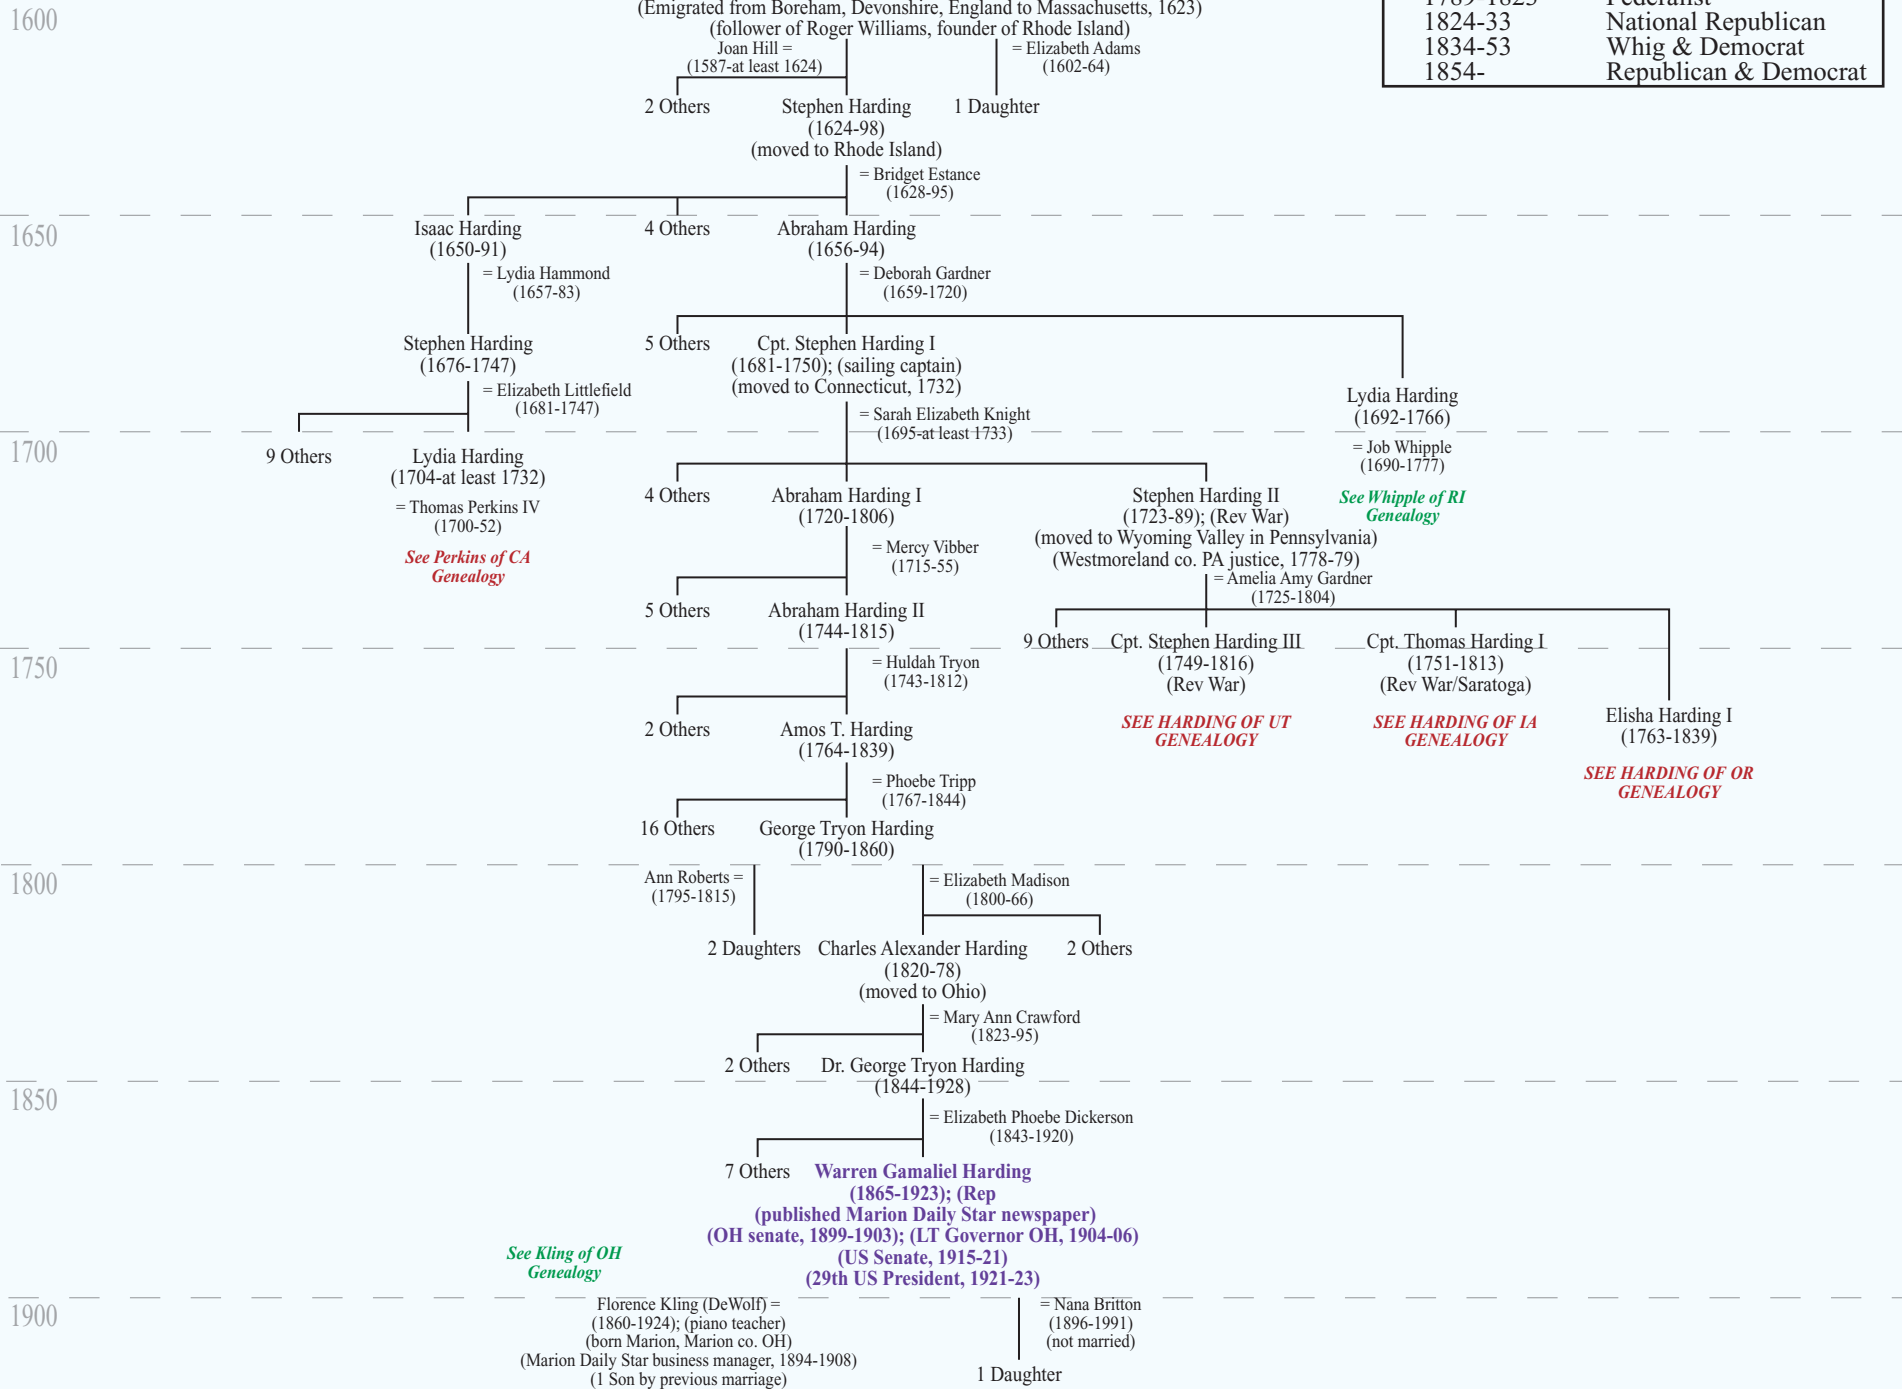 (Emigrated from Boreham, Devonshire, England to Massachusetts, 1623)
(follower of Roger Williams, founder of Rhode Island)
1789-1823 Federalist
1824-33 National Republican
1834-53 Whig & Democrat
1854- Republican & Democrat
1600
Joan Hill =
(1587-at least 1624)
= Elizabeth Adams
(1602-64)
2 Others
Stephen Harding
(1624-98)
(moved to Rhode Island)
1 Daughter
= Bridget Estance
(1628-95)
1650
Isaac Harding
(1650-91)
4 Others
Abraham Harding
(1656-94)
= Lydia Hammond
(1657-83)
= Deborah Gardner
(1659-1720)
Stephen Harding
(1676-1747)
5 Others
Cpt. Stephen Harding I
(1681-1750); (sailing captain)
(moved to Connecticut, 1732)
Lydia Harding
(1692-1766)
= Elizabeth Littlefield
(1681-1747)
= Sarah Elizabeth Knight
(1695-at least 1733)
= Job Whipple
(1690-1777)
See Whipple of RI
Genealogy
1700
9 Others
Lydia Harding
(1704-at least 1732)
= Thomas Perkins IV
(1700-52)
See Perkins of CA
Genealogy
4 Others
Abraham Harding I
(1720-1806)
Stephen Harding II
(1723-89); (Rev War)
(moved to Wyoming Valley in Pennsylvania)
(Westmoreland co. PA justice, 1778-79)
= Mercy Vibber
(1715-55)
= Amelia Amy Gardner
(1725-1804)
5 Others
Abraham Harding II
(1744-1815)
9 Others
Cpt. Stephen Harding III
(1749-1816)
(Rev War)
SEE HARDING OF UT
GENEALOGY
Cpt. Thomas Harding I
(1751-1813)
(Rev War/Saratoga)
SEE HARDING OF IA
GENEALOGY
Elisha Harding I
(1763-1839)
SEE HARDING OF OR
GENEALOGY
1750
= Huldah Tryon
(1743-1812)
2 Others
Amos T. Harding
(1764-1839)
= Phoebe Tripp
(1767-1844)
16 Others
George Tryon Harding
(1790-1860)
1800
Ann Roberts =
(1795-1815)
= Elizabeth Madison
(1800-66)
2 Daughters
Charles Alexander Harding
(1820-78)
(moved to Ohio)
2 Others
= Mary Ann Crawford
(1823-95)
2 Others
Dr. George Tryon Harding
(1844-1928)
1850
= Elizabeth Phoebe Dickerson
(1843-1920)
7 Others
Warren Gamaliel Harding
(1865-1923); (Rep
(published Marion Daily Star newspaper)
(OH senate, 1899-1903); (LT Governor OH, 1904-06)
(US Senate, 1915-21)
(29th US President, 1921-23)
See Kling of OH
Genealogy
1900
Florence Kling (DeWolf) =
(1860-1924); (piano teacher)
(born Marion, Marion co. OH)
(Marion Daily Star business manager, 1894-1908)
(1 Son by previous marriage)
= Nana Britton
(1896-1991)
(not married)
1 Daughter